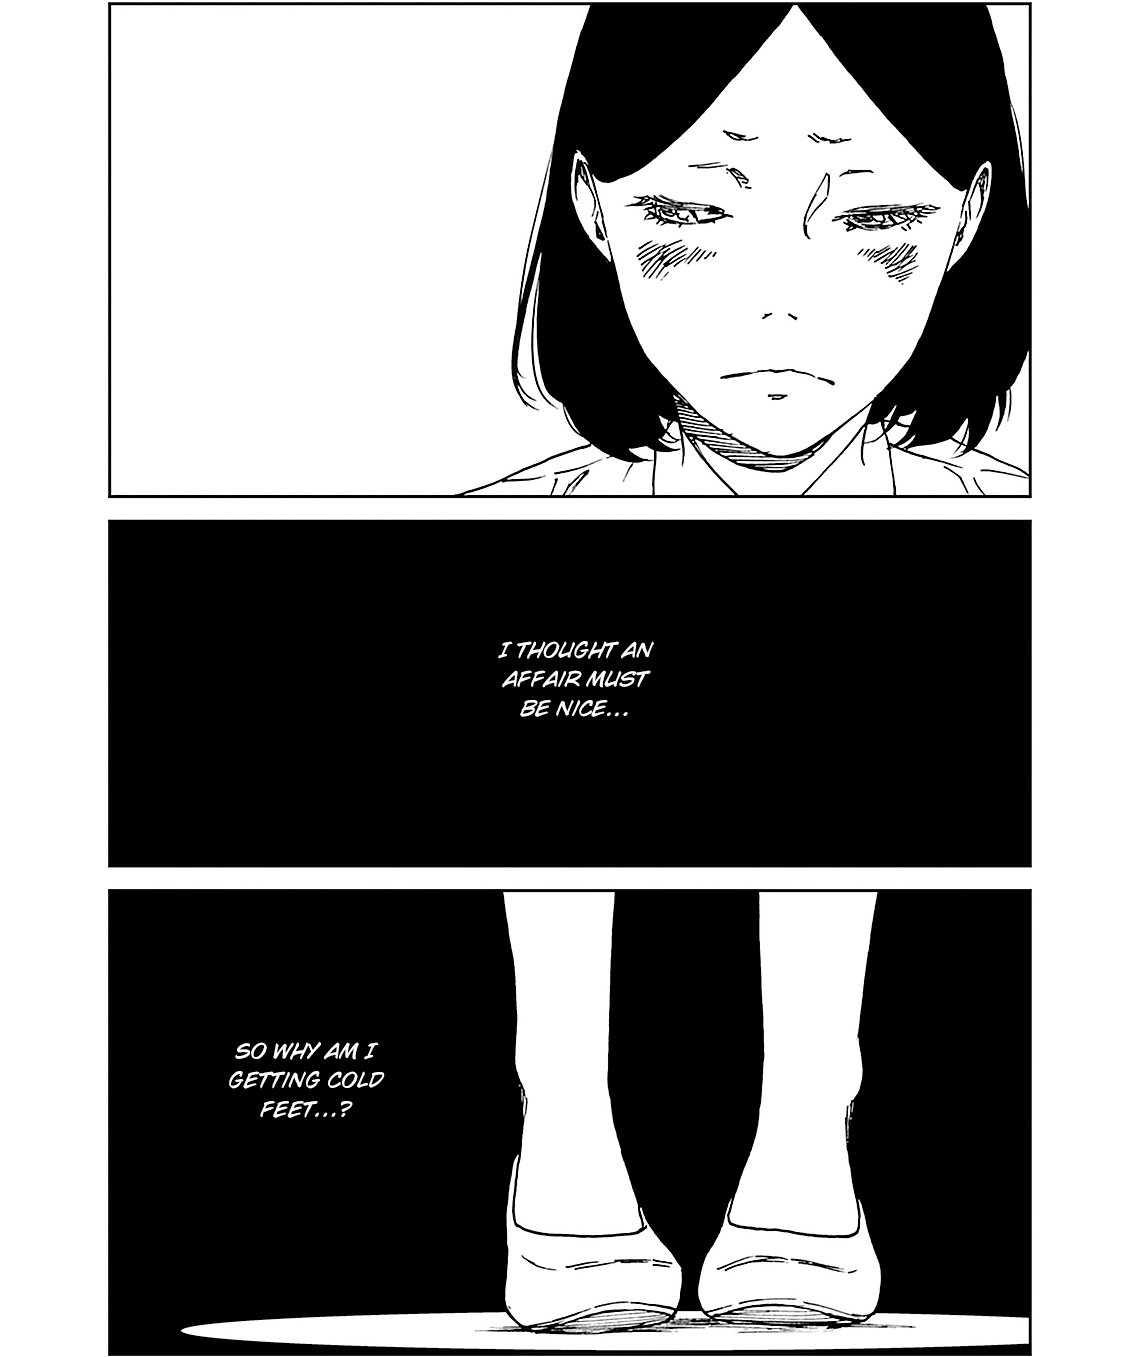 I THOUGHT AN
AFFAIR MUST
BE NICE...
SO WHY AM I
GETTING COLD
FEET...?